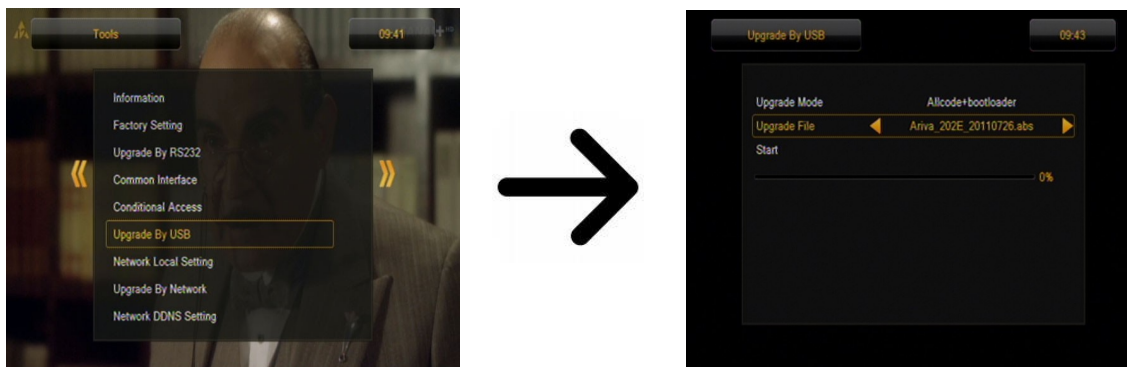 Tools
09:41
Information
Factory Setting
Upgrade By RS232
Common Interface
Conditional Access
Upgrade By USB
Network Local Setting
Upgrade By Network
Network DDNS Setting
Upgrade By USB
09:43
Upgrade Mode Allcode+bootloader
Upgrade File Ariva_202E_20110726.abs
Start
0%